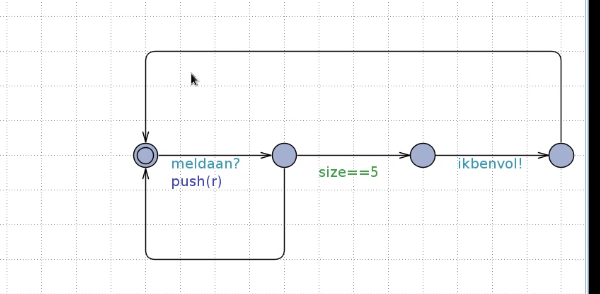 meldaan?
push(r)
size==5
ikbenvol!